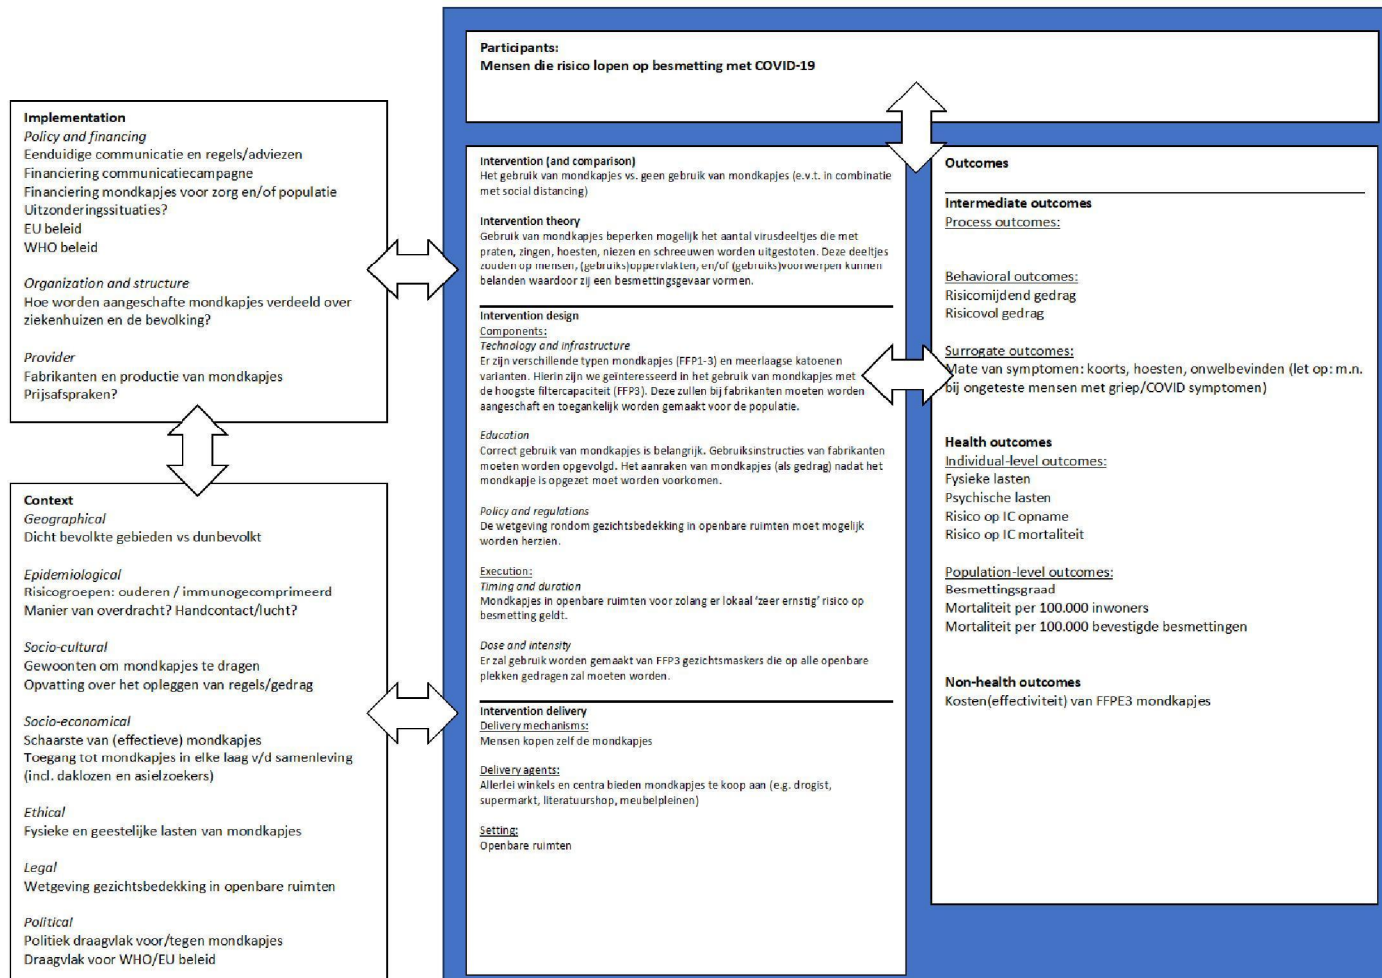 Participants:
Mensen die risico lopen op besmetting met COVID-19
Implementation
Policy and financing
Eenduidige communicatie en regels/adviezen
Financiering communicatiecampagne
Financiering mondkapjes voor zorg en/of populatie
Uitzonderingssituaties?
EU beleid
WHO beleid
Organization and structure
Hoe worden aangeschafte mondkapjes verdeeld over
ziekenhuizen en de bevolking?
Provider
Fabrikanten en productie van mondkapjes
Prijsafspraken?
Context
Geographical
Dicht bevolkte gebieden vs dunbevolkt
Epidemiological
Risicogroepen: ouderen / immunogecomprimeerd
Manier van overdracht? Handcontact/lucht?
Socio-cultural
Gewoonten om mondkapjes te dragen
Opvatting over het opleggen van regels/gedrag
Socio-economical
Schaarste van (effectieve) mondkapjes
Toegang tot mondkapjes in elke laag v/d samenleving
(incl. daklozen en asielzoekers)
Ethical
Fysieke en geestelijke lasten van mondkapjes
Legal
Wetgeving gezichtsbedekking in openbare ruimten
Political
Politiek draagvlak voor/tegen mondkapjes
Draagvlak voor WHO/EU beleid
Intervention (and comparison)
Het gebruik van mondkapjes vs. geen gebruik van mondkapjes (e.v.t. in combinatie
met social distancing)
Intervention theory
Gebruik van mondkapjes beperken mogelijk het aantal virusdeeltjes die met
praten, zingen, hoesten, niezen en schreeuwen worden uitgestoten. Deze deeltjes
zouden op mensen, (gebruiks)oppervlakten, en/of (gebruiks)voorwerpen kunnen
belanden waardoor zij een besmettingsgevaar vormen.
Intervention design
Components:
Technology and infrastructure
Er zijn verschillende typen mondkapjes (FFP1-3) en meerlaagse katoenen
varianten. Hierin zijn we geïnteresseerd in het gebruik van mondkapjes met
de hoogste filtercapaciteit (FFP3). Deze zullen bij fabrikanten moeten worden
aangeschaft en toegankelijk worden gemaakt voor de populatie.
Education
Correct gebruik van mondkapjes is belangrijk. Gebruiksinstructies van fabrikanten
moeten worden opgevolgd. Het aanraken van mondkapjes (als gedrag) nadat het
mondkapje is opgezet moet worden voorkomen.
Policy and regulations
De wetgeving rondom gezichtsbedekking in openbare ruimten moet mogelijk
worden herzien.
Execution:
Timing and duration
Mondkapjes in openbare ruimten voor zolang er lokaal 'zeer ernstig' risico op
besmetting geldt.
Dose and intensity
Er zal gebruik worden gemaakt van FFP3 gezichtsmaskers die op alle openbare
plekken gedragen zal moeten worden.
Intervention delivery
Delivery mechanisms:
Mensen kopen zelf de mondkapjes
Delivery agents:
Allerlei winkels en centra bieden mondkapjes te koop aan (e.g. drogist,
supermarkt, literatuurshop, meubelpleinen)
Setting:
Openbare ruimten
Outcomes
Intermediate outcomes
Process outcomes:
Behavioral outcomes:
Risicomijdend gedrag
Risicovol gedrag
Surrogate outcomes:
Mate van symptomen: koorts, hoesten, onwelbevinden (let op: m.n.
bij ongeteste mensen met griep/COVID symptomen)
Health outcomes
Individual-level outcomes:
Fysieke lasten
Psychische lasten
Risico op IC opname
Risico op IC mortaliteit
Population-level outcomes:
Besmettingsgraad
Mortaliteit per 100.000 inwoners
Mortaliteit per 100.000 bevestigde besmettingen
Non-health outcomes
Kosten(effectiviteit) van FFPE3 mondkapjes